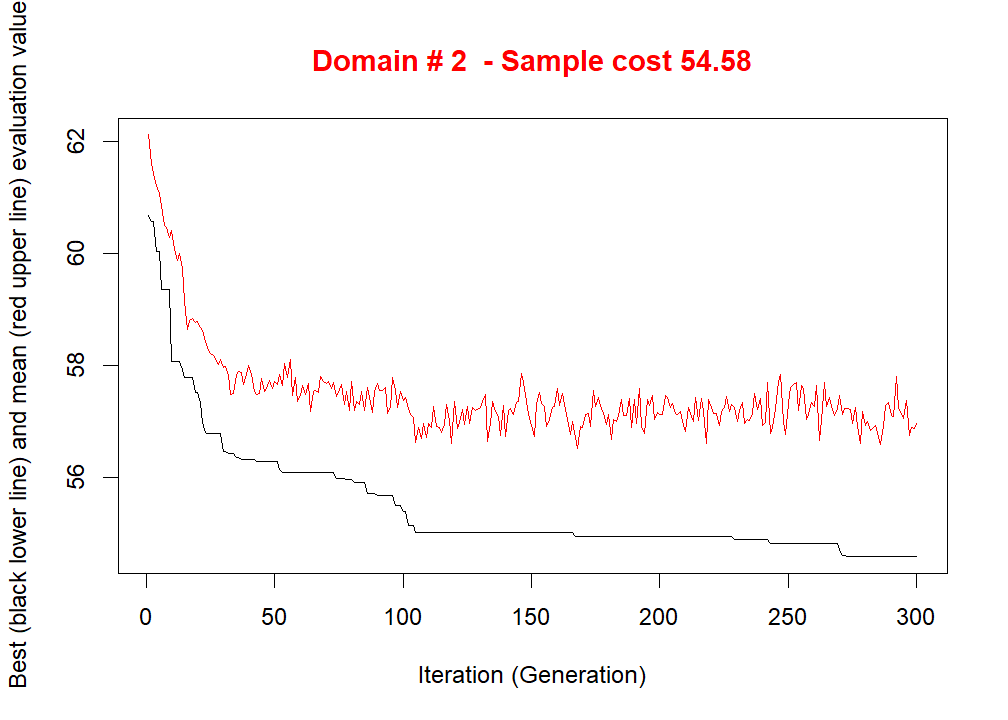 Domain # 2  - Sample cost 54.58
Best (black lower line) and mean (red upper line) evaluation value
62
60
58
56
0 50 100 150 200 250 300
Iteration (Generation)